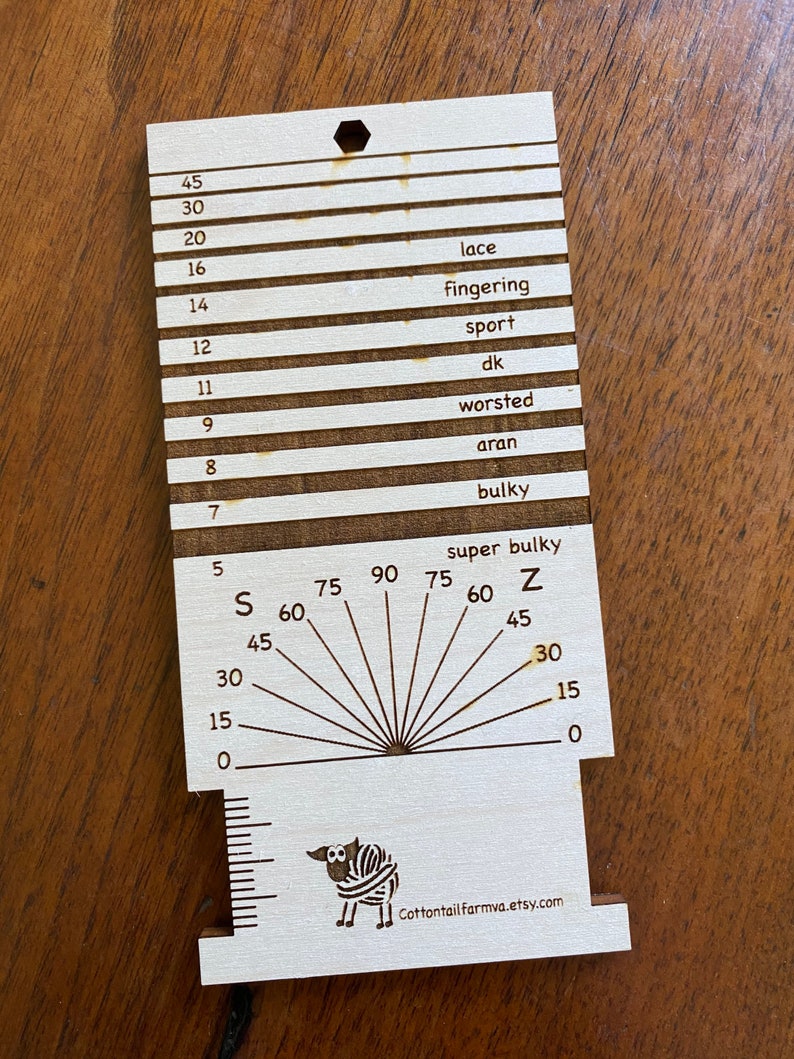 45
30
20
16 lace
14 fingering
12 sport
11 dk
9 worsted
8 aran
7 bulky
5 super bulky
S Z
0 15 30 45 60 75 90 75 60 45 30 15 0
Cottontailfarmva.etsy.com